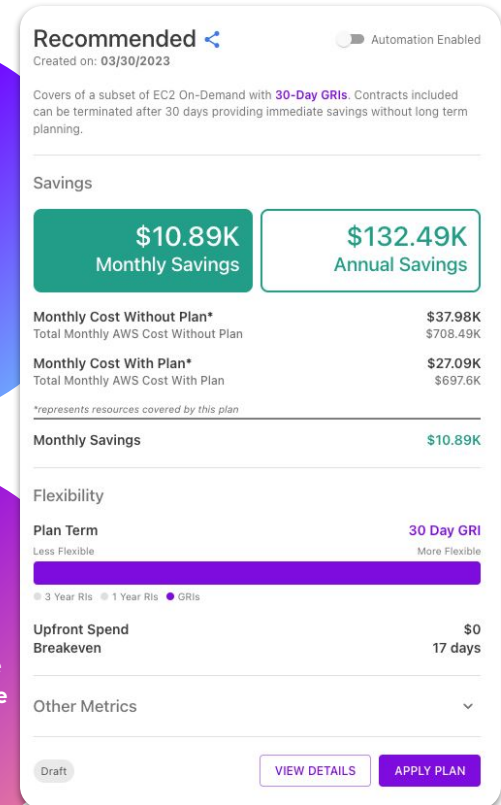 Recommended
Automation Enabled
Created on: 03/30/2023
Covers of a subset of EC2 On-Demand with 30-Day GRIs. Contracts included
can be terminated after 30 days providing immediate savings without long term
planning.
Savings
$10.89K
Monthly Savings
$132.49K
Annual Savings
Monthly Cost Without Plan* $37.98K
Total Monthly AWS Cost Without Plan $708.49K
Monthly Cost With Plan* $27.09K
Total Monthly AWS Cost With Plan $697.6K
*represents resources covered by this plan
Monthly Savings $10.89K
Flexibility
Plan Term 30 Day GRI
Less Flexible More Flexible
3 Year RIs 1 Year RIs GRIs
Upfront Spend $0
Breakeven 17 days
Other Metrics
Draft VIEW DETAILS APPLY PLAN